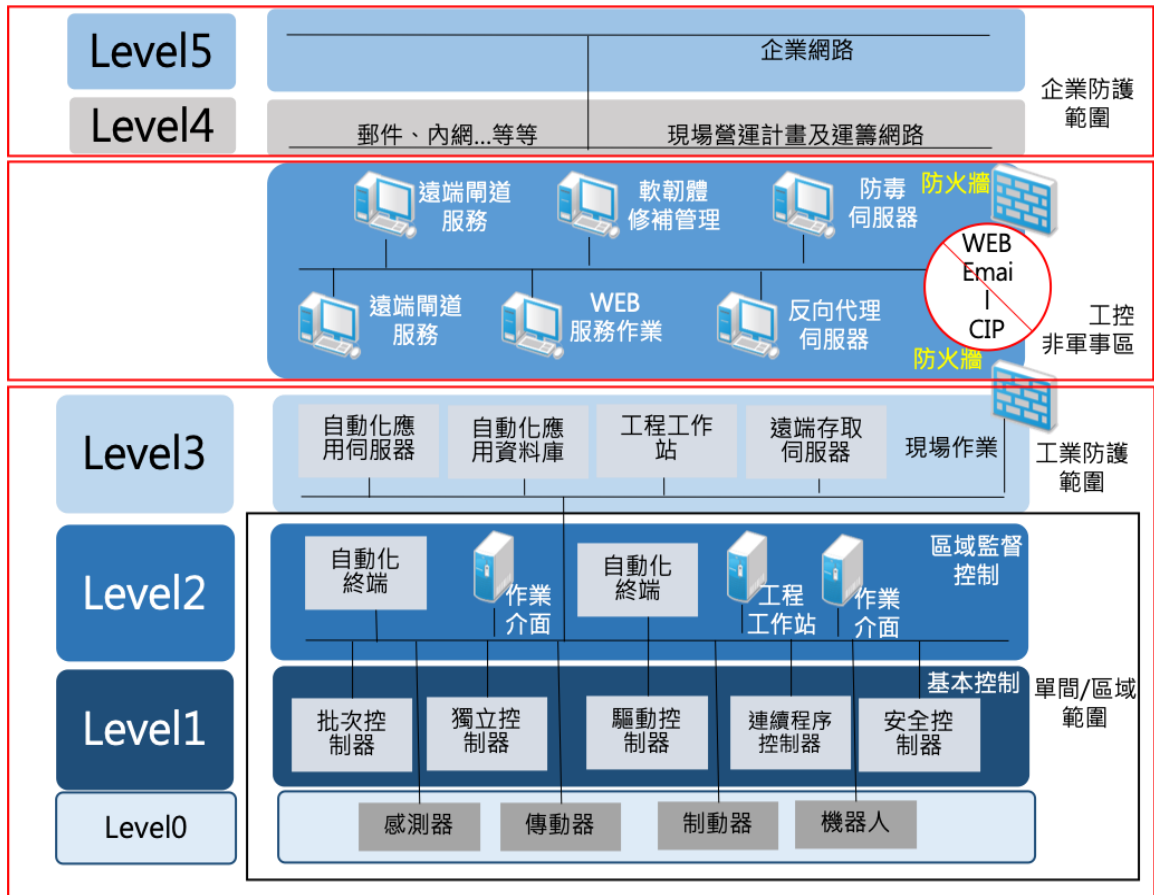 Level5
企業網路
企業防護
範圍
Level4
郵件、內網...等等
現場營運計畫及運籌網路
遠端閘道
服務
軟韌體
修補管理
防毒
伺服器
防火牆
遠端閘道
服務
WEB
服務作業
反向代理
伺服器
WEB
Emai
l
CIP
防火牆
工控
非軍事區
Level3
自動化應
用伺服器
自動化應
用資料庫
工程工作
站
遠端存取
伺服器
現場作業
工業防護
範圍
Level2
自動化
終端
作業
介面
自動化
終端
工程
工作站
作業
介面
區域監督
控制
Level1
基本控制
批次控
制器
獨立控
制器
驅動控
制器
連續程序
控制器
安全控
制器
單間/區域
範圍
Level0
感測器
傳動器
制動器
機器人